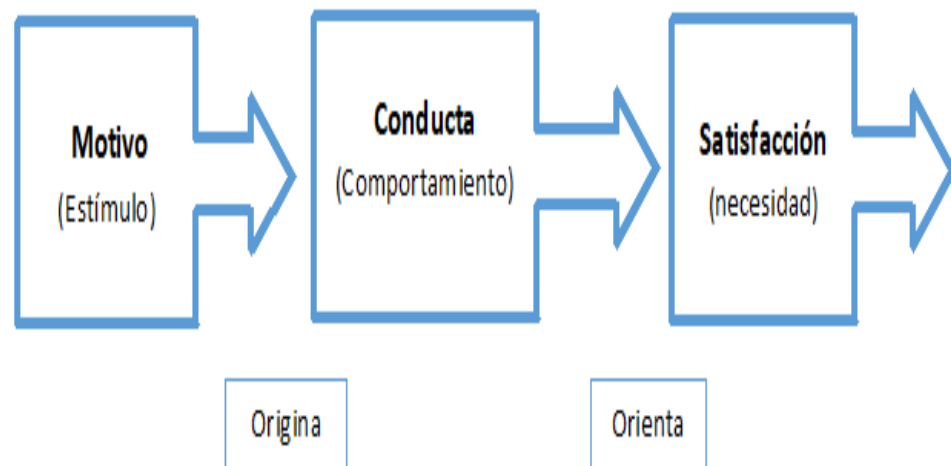 Motivo
(Estímulo)
Conducta
(Comportamiento)
Satisfacción
(necesidad)
Origina
Orienta